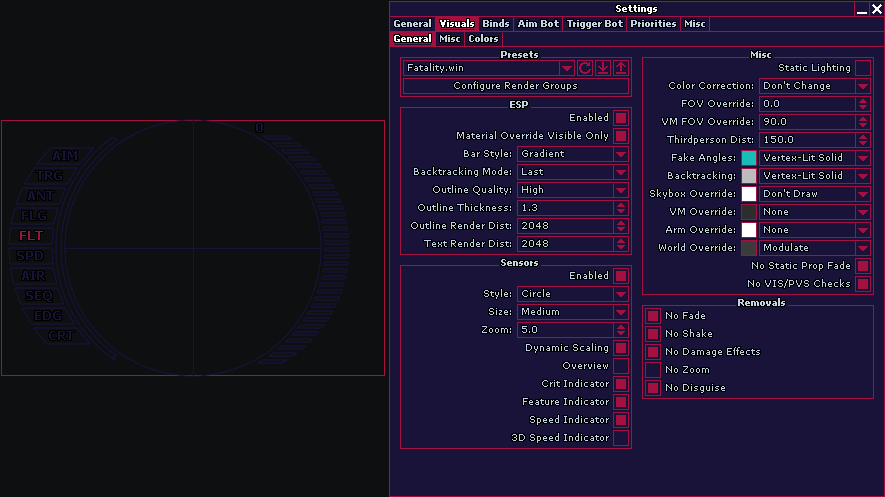 Settings
General Visuals Binds Aim Bot Trigger Bot Priorities Misc
General Misc Colors
Presets
Fatality.win
Configure Render Groups
ESP
Enabled
Material Override Visible Only
Bar Style: Gradient
Backtracking Mode: Last
Outline Quality: High
Outline Thickness: 1.3
Outline Render Dist: 2048
Text Render Dist: 2048
Sensors
Enabled
Style: Circle
Size: Medium
Zoom: 5.0
Dynamic Scaling
Overview
Crit Indicator
Feature Indicator
Speed Indicator
3D Speed Indicator
Misc
Static Lighting
Color Correction: Don't Change
FOV Override: 0.0
VM FOV Override: 90.0
Thirdperson Dist: 150.0
Fake Angles: Vertex-Lit Solid
Backtracking: Vertex-Lit Solid
Skybox Override: Don't Draw
VM Override: None
Arm Override: None
World Override: Modulate
No Static Prop Fade
No VIS/PVS Checks
Removals
No Fade
No Shake
No Damage Effects
No Zoom
No Disguise
0
AIM
TRG
ANT
FLG
FLT
SPD
AIR
SEQ
EDG
CRT